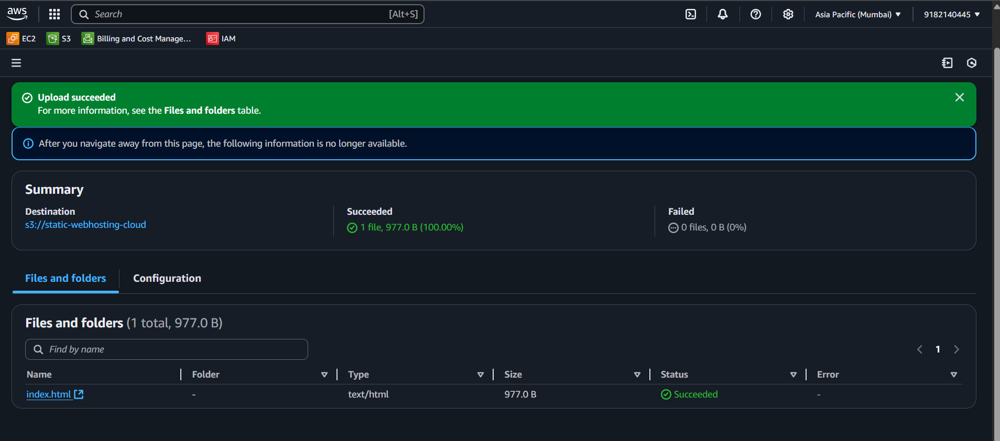 aws
Search [Alt+S]
Asia Pacific (Mumbai) 9182140445
EC2 S3 Billing and Cost Manage... IAM
Upload succeeded
For more information, see the Files and folders table.
After you navigate away from this page, the following information is no longer available.
Summary
Destination Succeeded Failed
s3://static-webhosting-cloud 1 file, 977.0 B (100.00%) 0 files, 0 B (0%)
Files and folders Configuration
Files and folders (1 total, 977.0 B)
Find by name 1
Name Folder Type Size Status Error
index.html - text/html 977.0 B Succeeded -